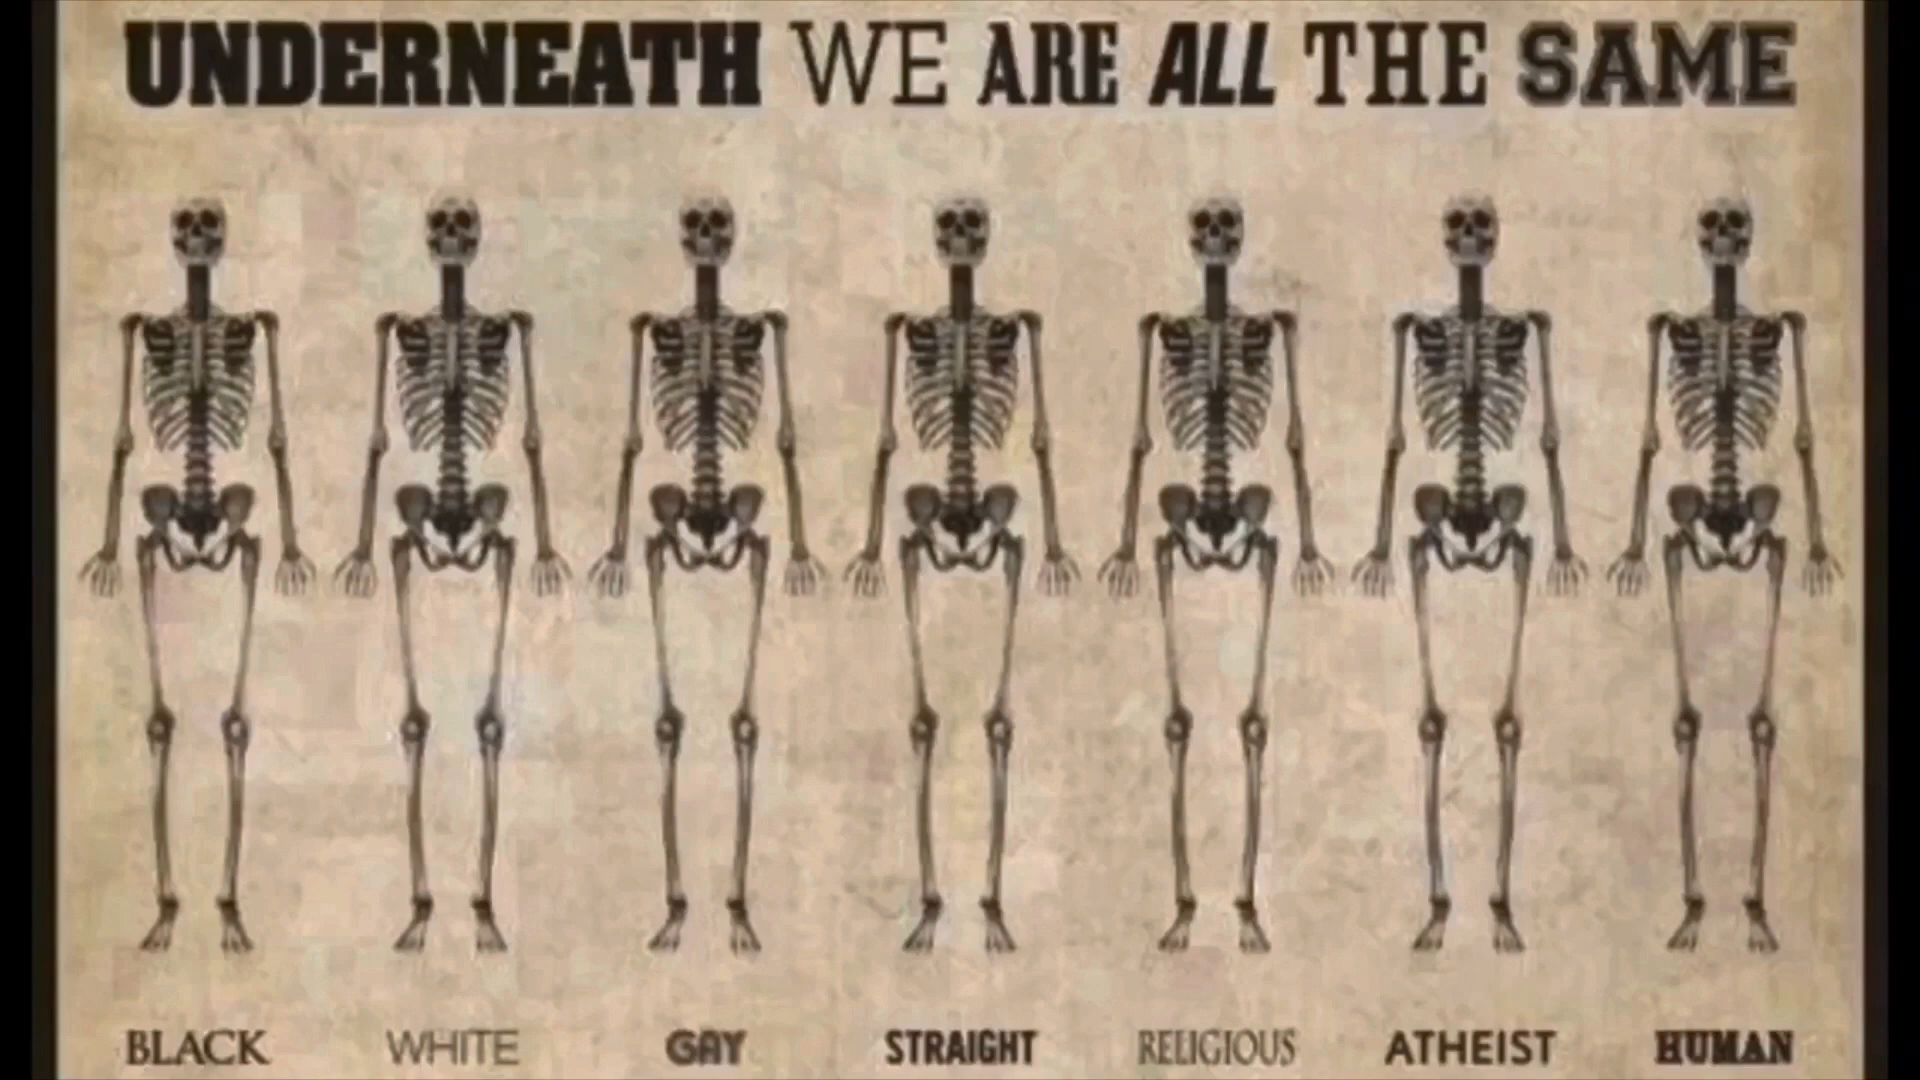 UNDERNEATH WE ARE ALL THE SAME
BLACK WHITE GAY STRAIGHT RELIGIOUS ATHEIST HUMAN